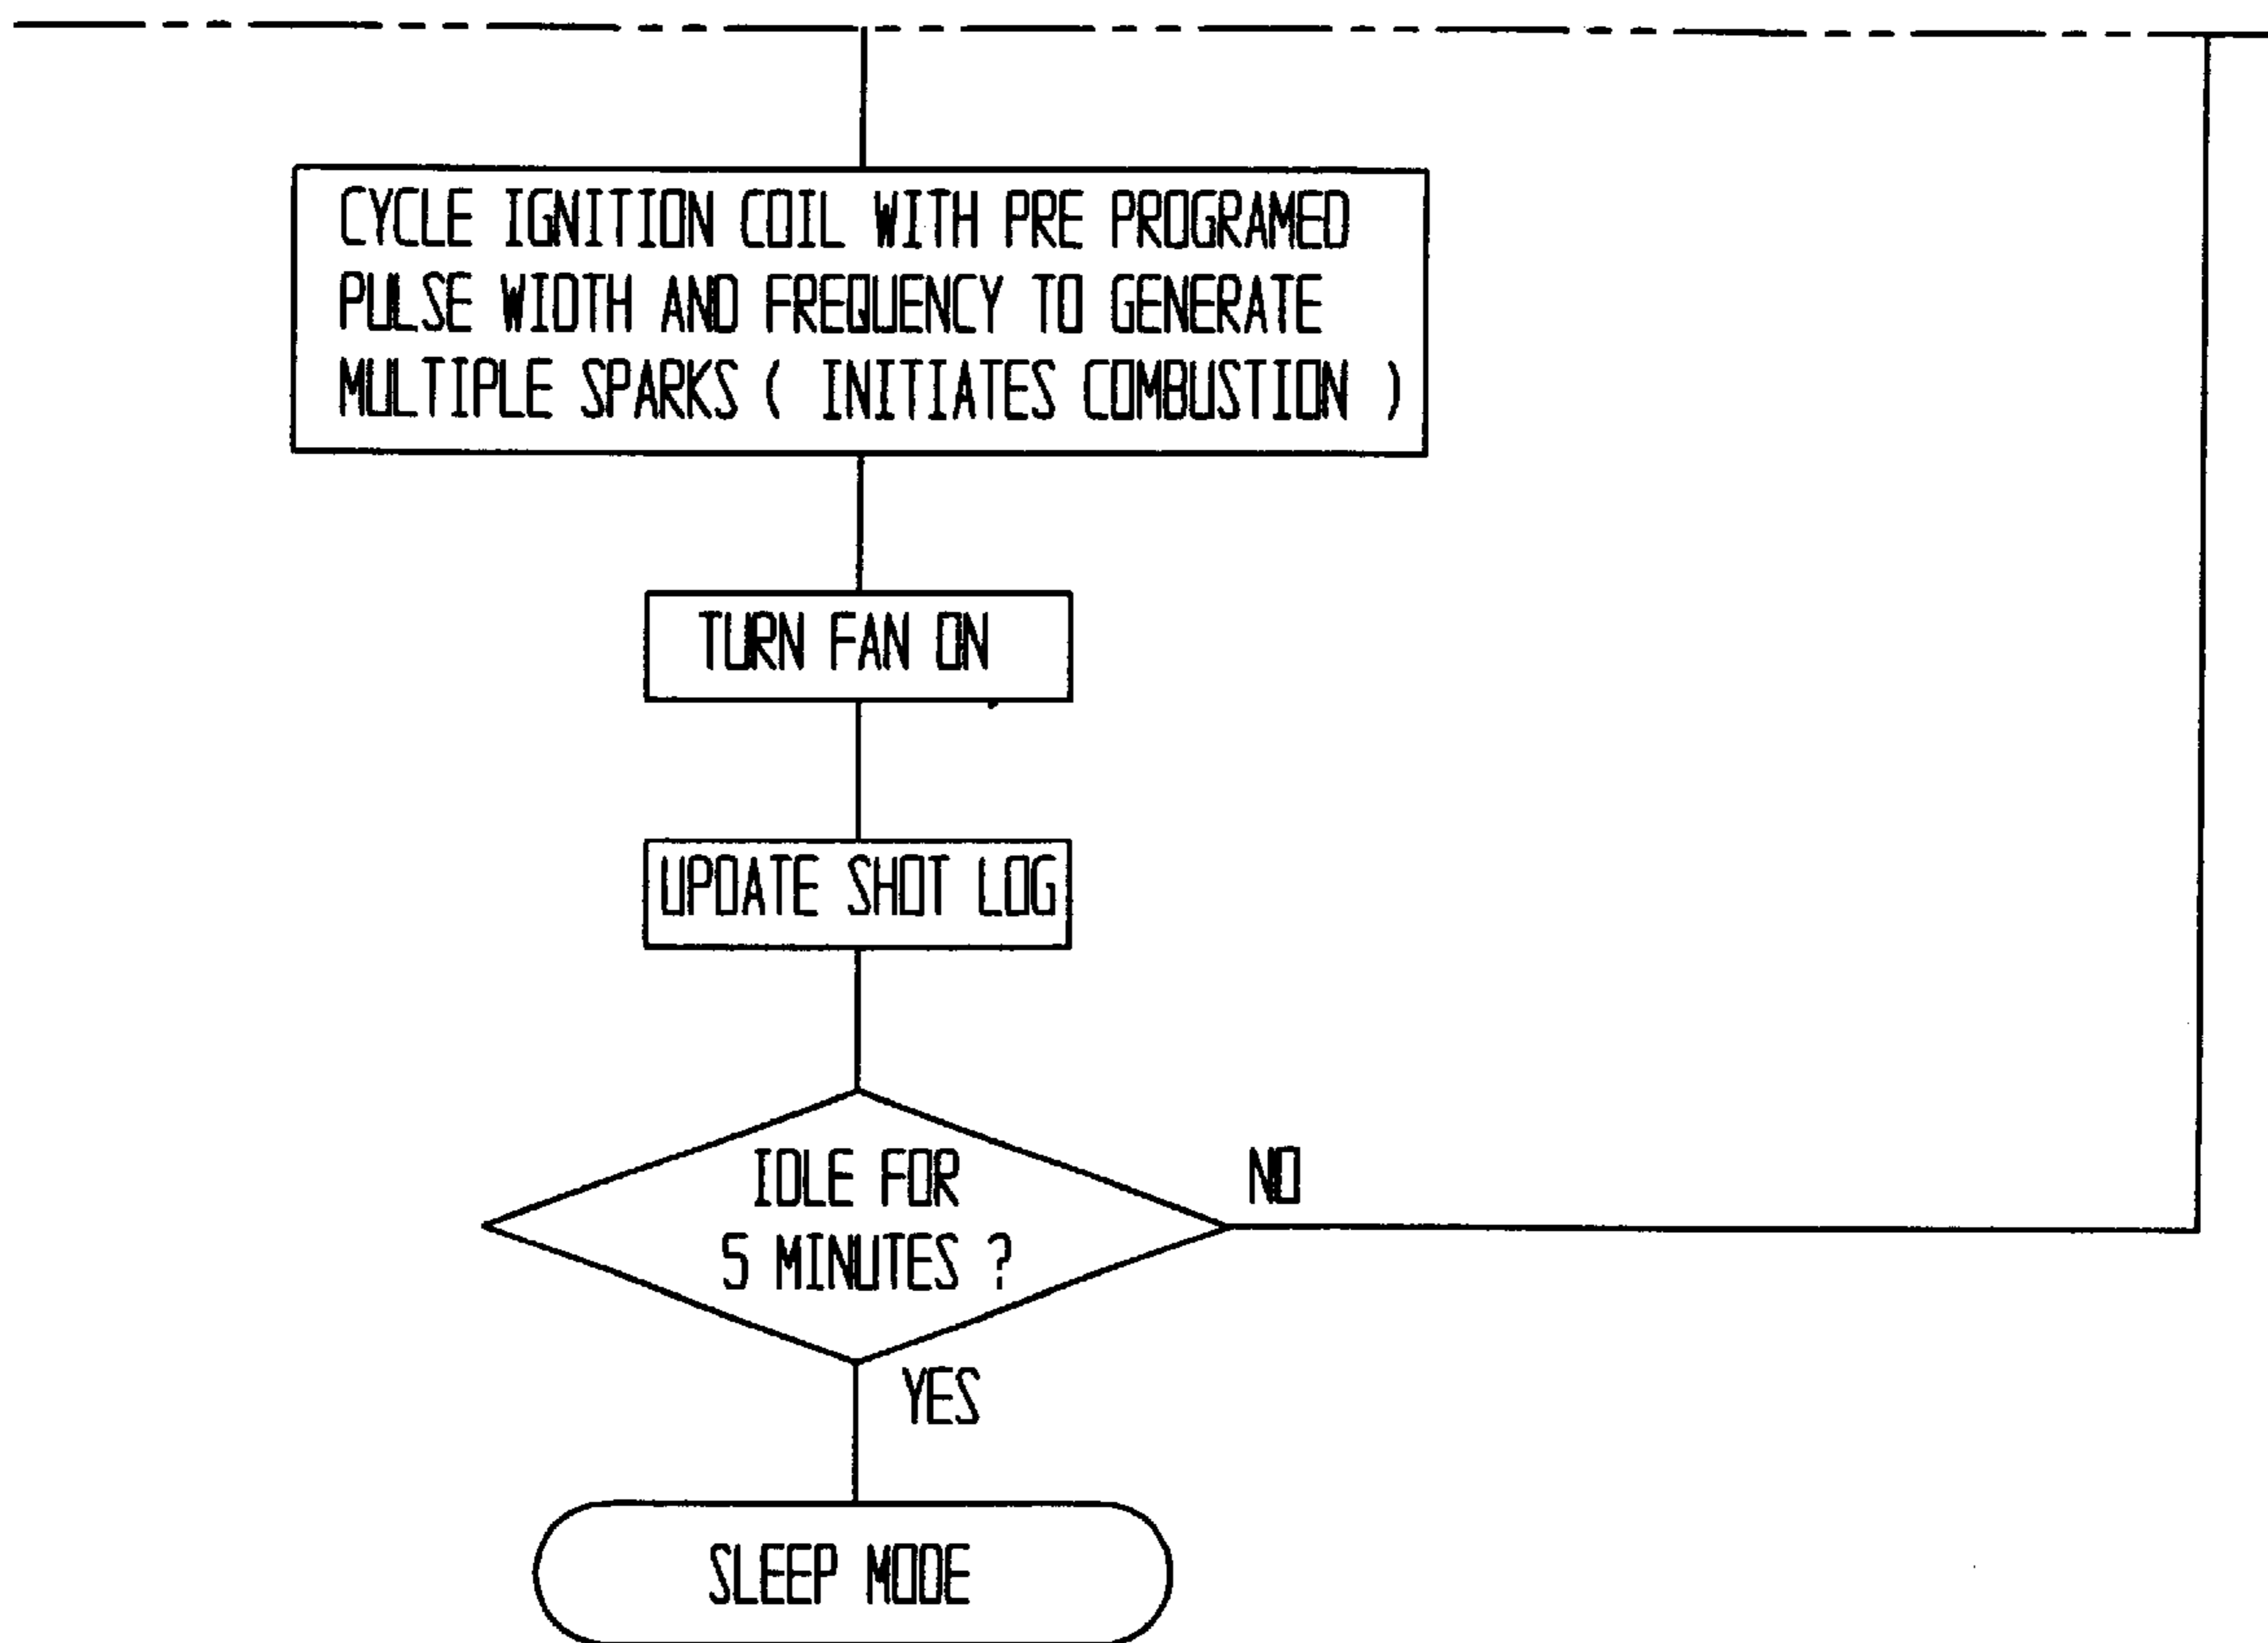 CYCLE IGNITION COIL WITH PRE PROGRAMED
PULSE WIDTH AND FREQUENCY TO GENERATE
MULTIPLE SPARKS ( INITIATES COMBUSTION )
TURN FAN ON
UPDATE SHOT LOG
IDLE FOR
5 MINUTES ?
NO
YES
SLEEP MODE